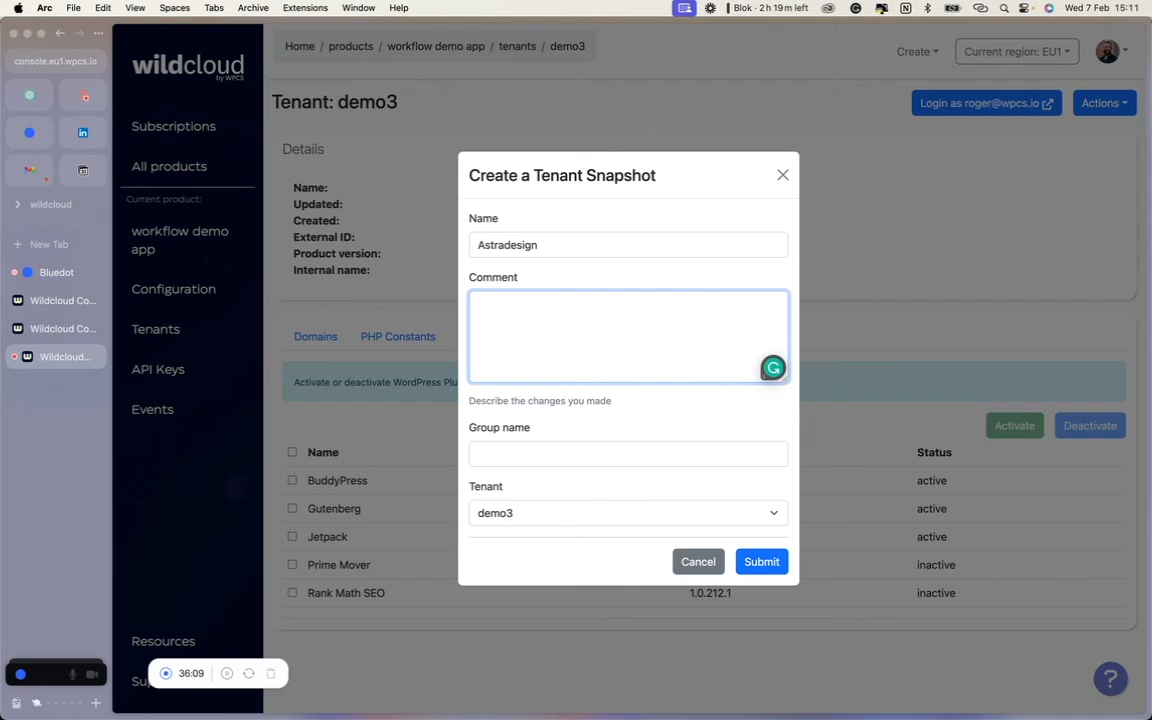 Arc File Edit View Spaces Tabs Archive Extensions Window Help
Blok · 2 h 19 m left
Wed 7 Feb 15:11
console.eu1.wpcs.io
wildcloud
New Tab
Bluedot
Wildcloud Co...
Wildcloud Co...
Wildcloud...
wildcloud
by WPCS
Subscriptions
All products
Current product:
workflow demo
app
Configuration
Tenants
API Keys
Events
Resources
36:09
Home / products / workflow demo app / tenants / demo3
Create
Current region: EU1
Tenant: demo3
Login as roger@wpcs.io
Actions
Details
Name:
Updated:
Created:
External ID:
Product version:
Internal name:
Domains
PHP Constants
Activate or deactivate WordPress
Activate
Deactivate
Name
Status
BuddyPress
active
Gutenberg
active
Jetpack
active
Prime Mover
inactive
Rank Math SEO
1.0.212.1
inactive
Create a Tenant Snapshot
Name
Astradesign
Comment
Describe the changes you made
Group name
Tenant
demo3
Cancel
Submit
?